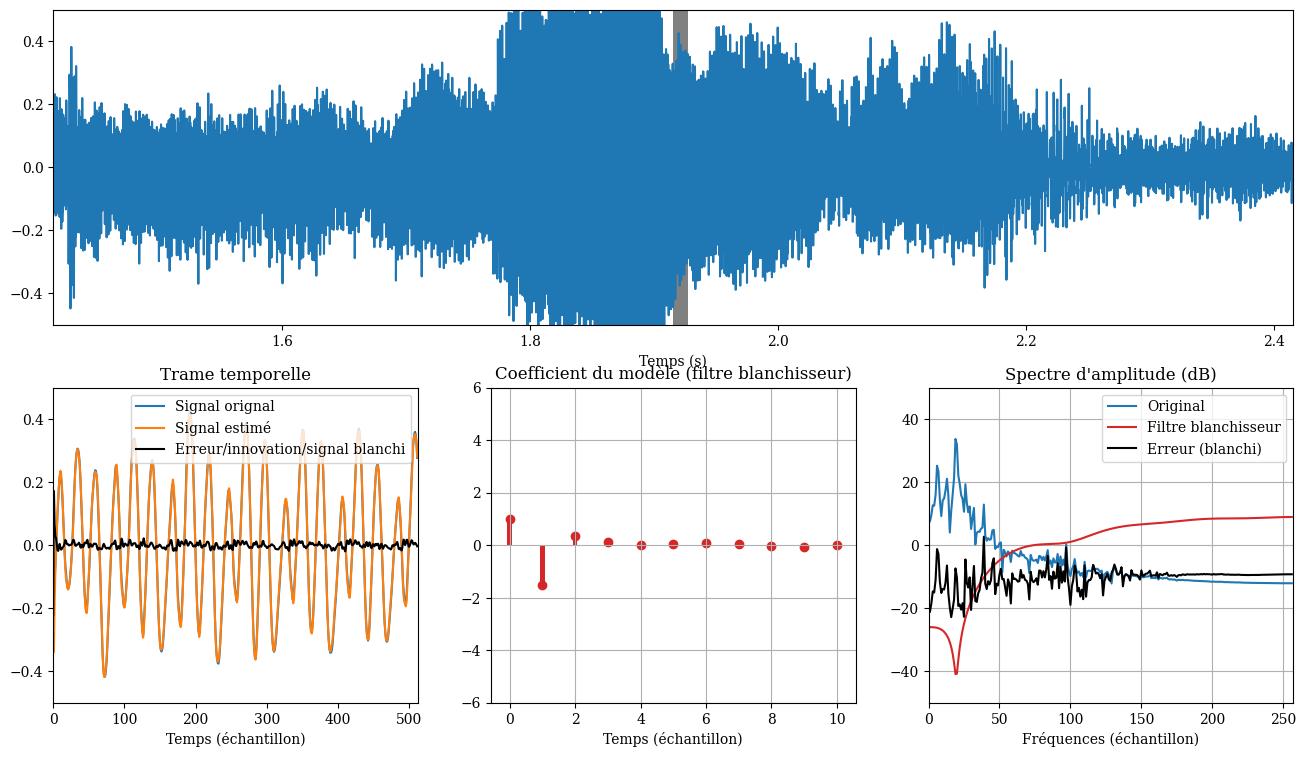 0.4
0.2
0.0
−0.2
−0.4
1.6 1.8 2.0 2.2 2.4
Temps (s)
Trame temporelle
Signal orignal
Signal estimé
Erreur/innovation/signal blanchi
0.4
0.2
0.0
−0.2
−0.4
0 100 200 300 400 500
Temps (échantillon)
Coefficient du modèle (filtre blanchisseur)
6
4
2
0
−2
−4
−6
0 2 4 6 8 10
Temps (échantillon)
Spectre d'amplitude (dB)
Original
Filtre blanchisseur
Erreur (blanchi)
40
20
0
−20
−40
0 50 100 150 200 250
Fréquences (échantillon)